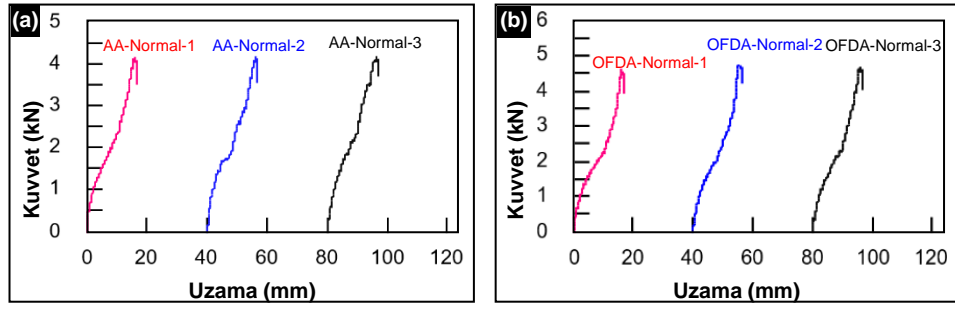 (a)
AA-Normal-1 AA-Normal-2 AA-Normal-3
5
4
3
2
1
0
Kuvvet (kN)
0 20 40 60 80 100 120
Uzama (mm)
(b)
OFDA-Normal-1 OFDA-Normal-2 OFDA-Normal-3
6
5
4
3
2
1
0
Kuvvet (kN)
0 20 40 60 80 100 120
Uzama (mm)